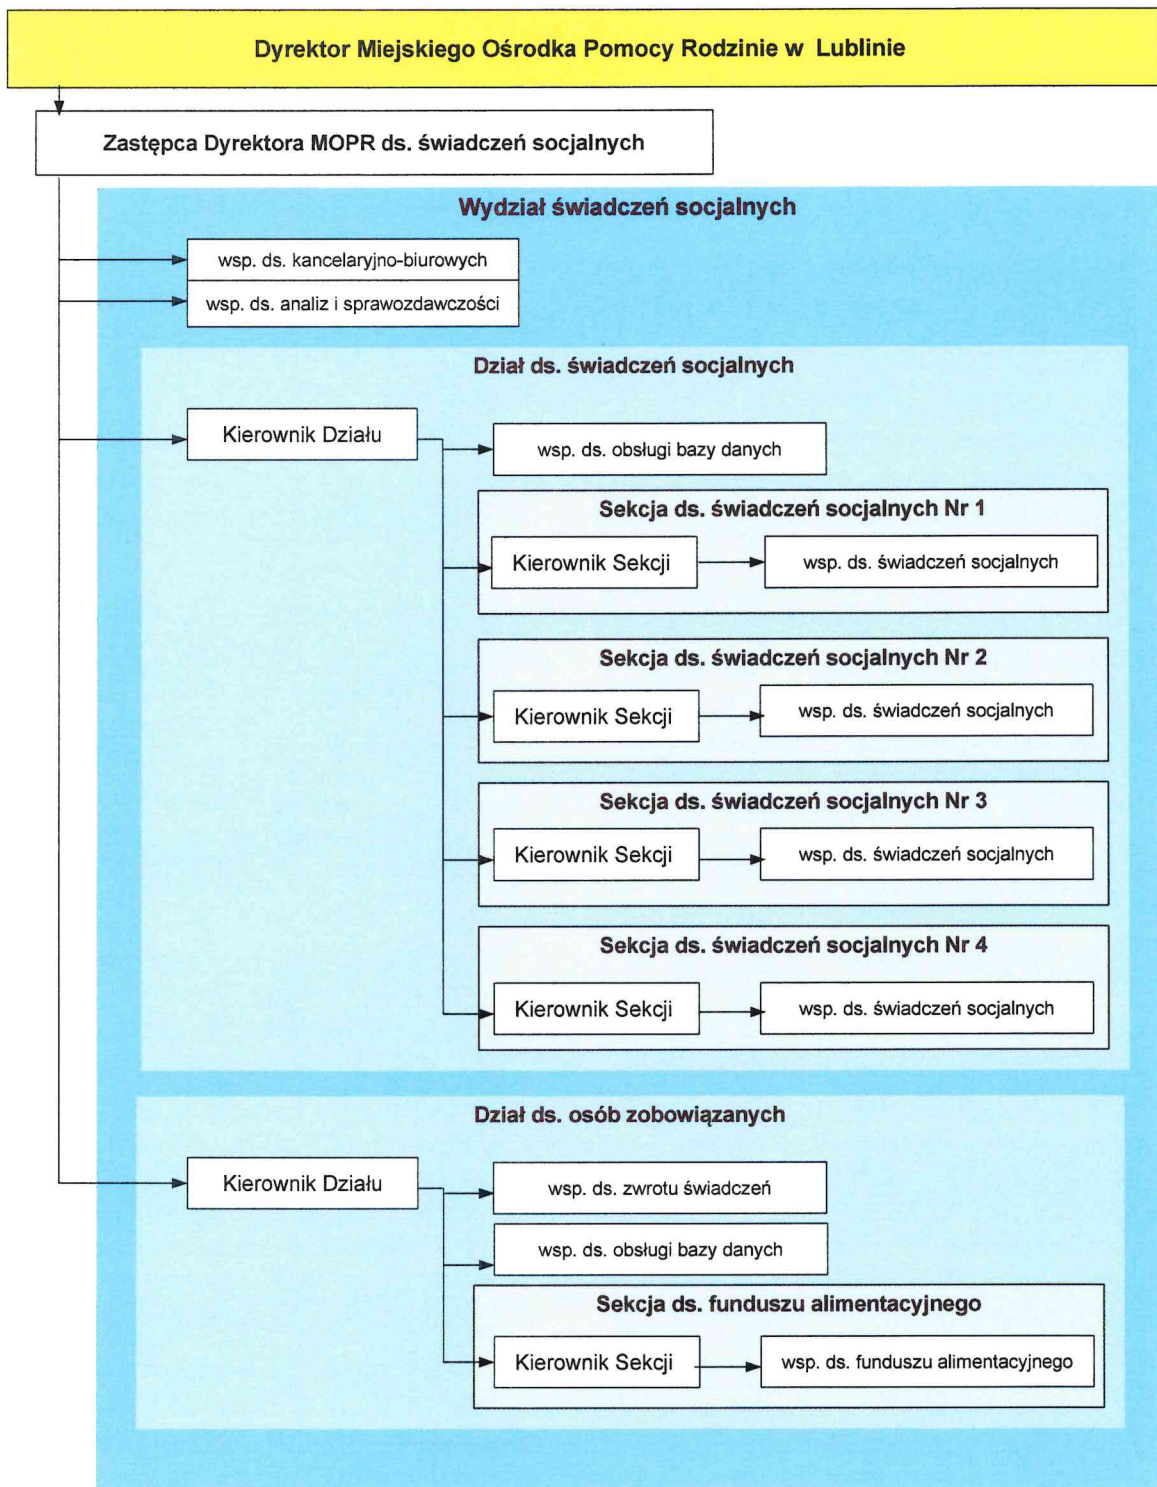 Dyrektor Miejskiego Ośrodka Pomocy Rodzinie w Lublinie
Zastępca Dyrektora MOPR ds. świadczeń socjalnych
Wydział świadczeń socjalnych
wsp. ds. kancelaryjno-biurowych
wsp. ds. analiz i sprawozdawczości
Dział ds. świadczeń socjalnych
Kierownik Działu
wsp. ds. obsługi bazy danych
Sekcja ds. świadczeń socjalnych Nr 1
Kierownik Sekcji
wsp. ds. świadczeń socjalnych
Sekcja ds. świadczeń socjalnych Nr 2
Kierownik Sekcji
wsp. ds. świadczeń socjalnych
Sekcja ds. świadczeń socjalnych Nr 3
Kierownik Sekcji
wsp. ds. świadczeń socjalnych
Sekcja ds. świadczeń socjalnych Nr 4
Kierownik Sekcji
wsp. ds. świadczeń socjalnych
Dział ds. osób zobowiązanych
Kierownik Działu
wsp. ds. zwrotu świadczeń
wsp. ds. obsługi bazy danych
Sekcja ds. funduszu alimentacyjnego
Kierownik Sekcji
wsp. ds. funduszu alimentacyjnego